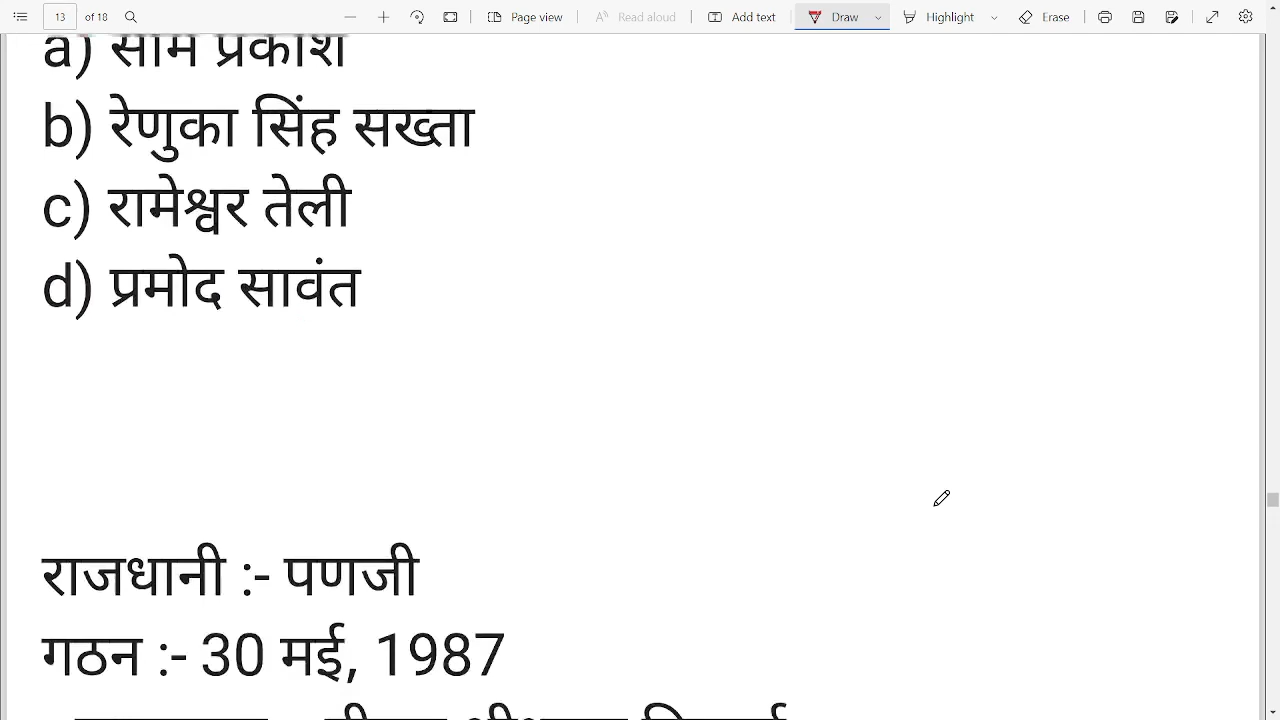 13 of 18 Page view Read aloud Add text Draw Highlight Erase
a) सोम प्रकाश
b) रेणुका सिंह सख्ता
c) रामेश्वर तेली
d) प्रमोद सावंत
राजधानी :- पणजी
गठन :- 30 मई, 1987